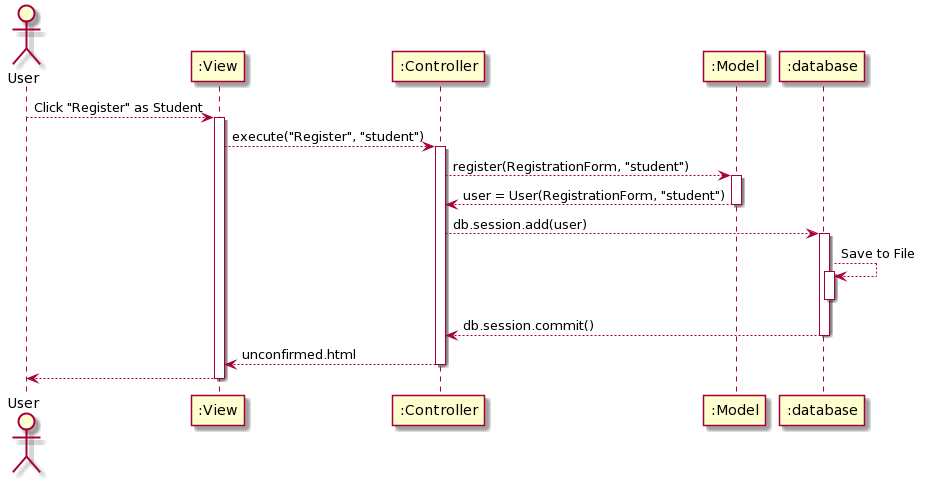 User
:View
:Controller
:Model
:database
Click "Register" as Student
execute("Register", "student")
register(RegistrationForm, "student")
user = User(RegistrationForm, "student")
db.session.add(user)
Save to File
db.session.commit()
unconfirmed.html
User
:View
:Controller
:Model
:database